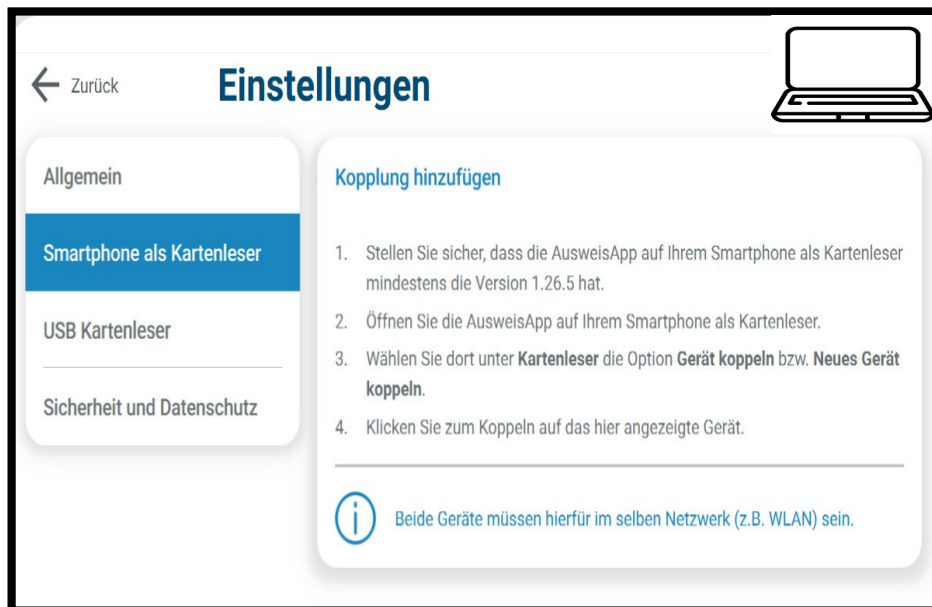 Zurück
Einstellungen
Allgemein
Smartphone als Kartenleser
USB Kartenleser
Sicherheit und Datenschutz
Kopplung hinzufügen
1. Stellen Sie sicher, dass die AusweisApp auf Ihrem Smartphone als Kartenleser
mindestens die Version 1.26.5 hat.
2. Öffnen Sie die AusweisApp auf Ihrem Smartphone als Kartenleser.
3. Wählen Sie dort unter Kartenleser die Option Gerät koppeln bzw. Neues Gerät
koppeln.
4. Klicken Sie zum Koppeln auf das hier angezeigte Gerät.
Beide Geräte müssen hierfür im selben Netzwerk (z.B. WLAN) sein.